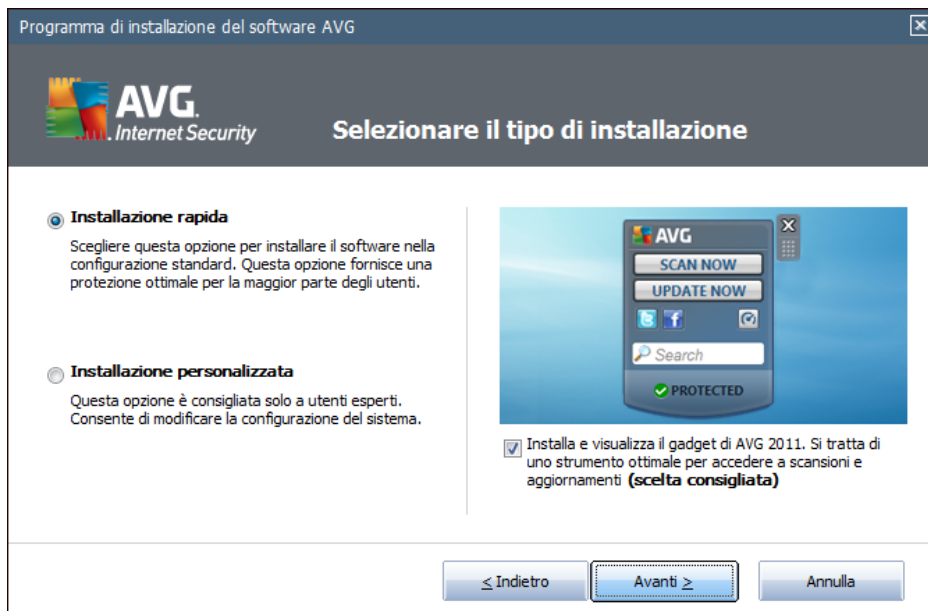 Programma di installazione del software AVG
AVG.
Internet Security
Selezionare il tipo di installazione
Installazione rapida
Scegliere questa opzione per installare il software nella
configurazione standard. Questa opzione fornisce una
protezione ottimale per la maggior parte degli utenti.
Installazione personalizzata
Questa opzione è consigliata solo a utenti esperti.
Consente di modificare la configurazione del sistema.
AVG
SCAN NOW
UPDATE NOW
Search
PROTECTED
Installa e visualizza il gadget di AVG 2011. Si tratta di
uno strumento ottimale per accedere a scansioni e
aggiornamenti (scelta consigliata)
< Indietro
Avanti >
Annulla